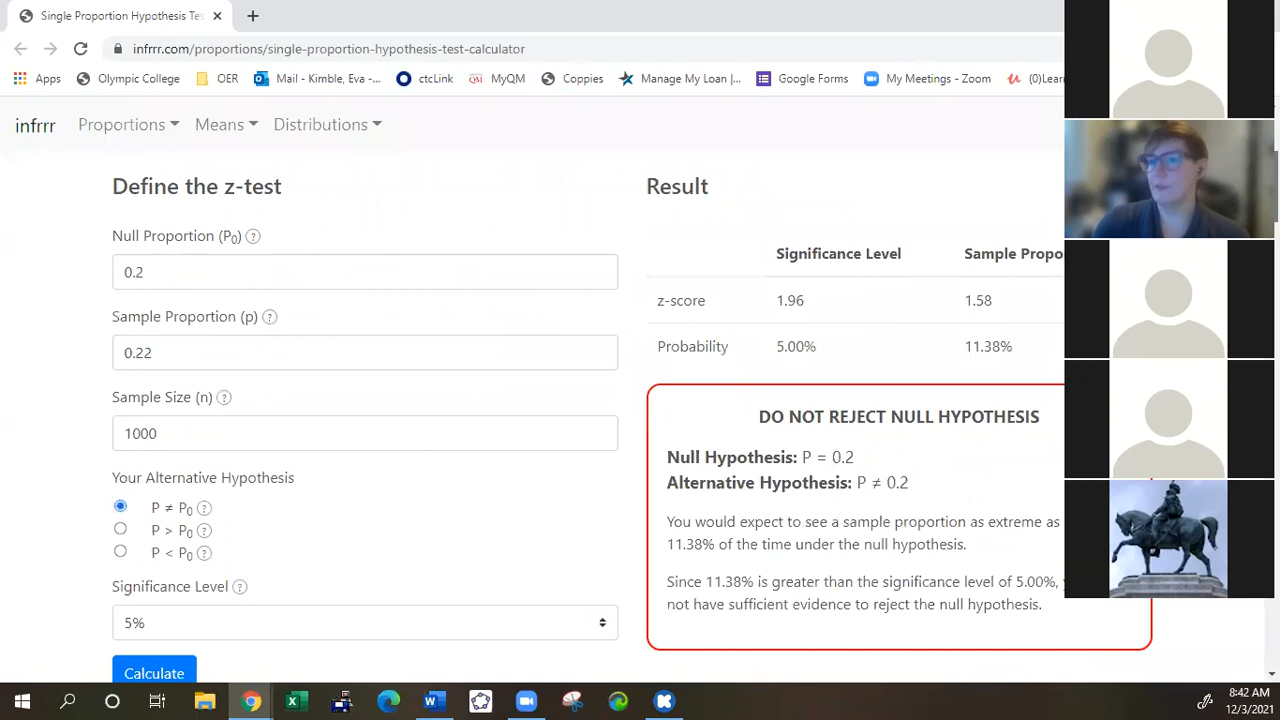 Single Proportion Hypothesis Tes
infrrr.com/proportions/single-proportion-hypothesis-test-calculator
Apps Olympic College OER Mail - Kimble, Eva -... ctcLink MyQM Coppies Manage My Loan |... Google Forms My Meetings - Zoom (0)Lear
infrrr Proportions Means Distributions
Define the z-test
Null Proportion (P0) ?
0.2
Sample Proportion (p) ?
0.22
Sample Size (n) ?
1000
Your Alternative Hypothesis
P ≠ P0 ?
P > P0 ?
P < P0 ?
Significance Level ?
5%
Calculate
Result
Significance Level Sample Propo
z-score 1.96 1.58
Probability 5.00% 11.38%
DO NOT REJECT NULL HYPOTHESIS
Null Hypothesis: P = 0.2
Alternative Hypothesis: P ≠ 0.2
You would expect to see a sample proportion as extreme as
11.38% of the time under the null hypothesis.
Since 11.38% is greater than the significance level of 5.00%,
not have sufficient evidence to reject the null hypothesis.
8:42 AM
12/3/2021